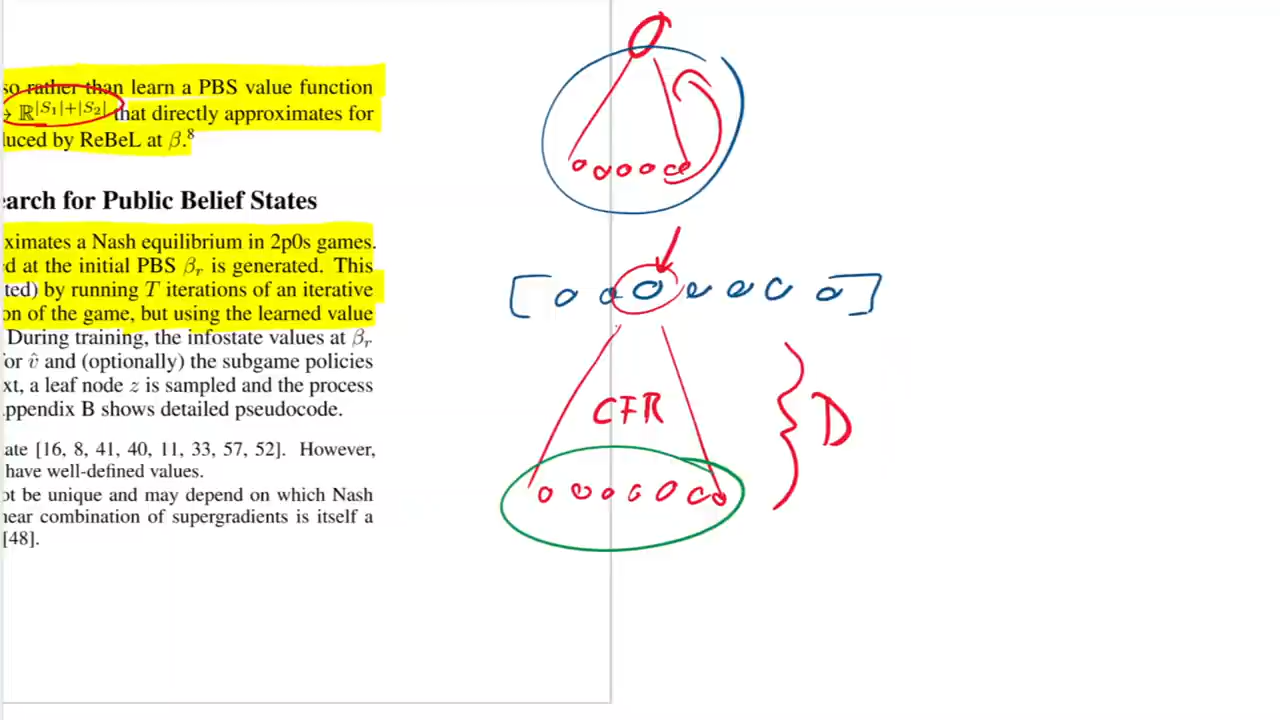 so rather than learn a PBS value function
→ ℝ|S₁|+|S₂| that directly approximates for
duced by ReBeL at β.⁸
earch for Public Belief States
ximates a Nash equilibrium in 2p0s games.
d at the initial PBS βᵣ is generated. This
ted) by running T iterations of an iterative
on of the game, but using the learned value
During training, the infostate values at βᵣ
for v̂ and (optionally) the subgame policies
xt, a leaf node z is sampled and the process
Appendix B shows detailed pseudocode.
ate [16, 8, 41, 40, 11, 33, 57, 52]. However,
have well-defined values.
ot be unique and may depend on which Nash
near combination of supergradients is itself a
[48].
CFR
D